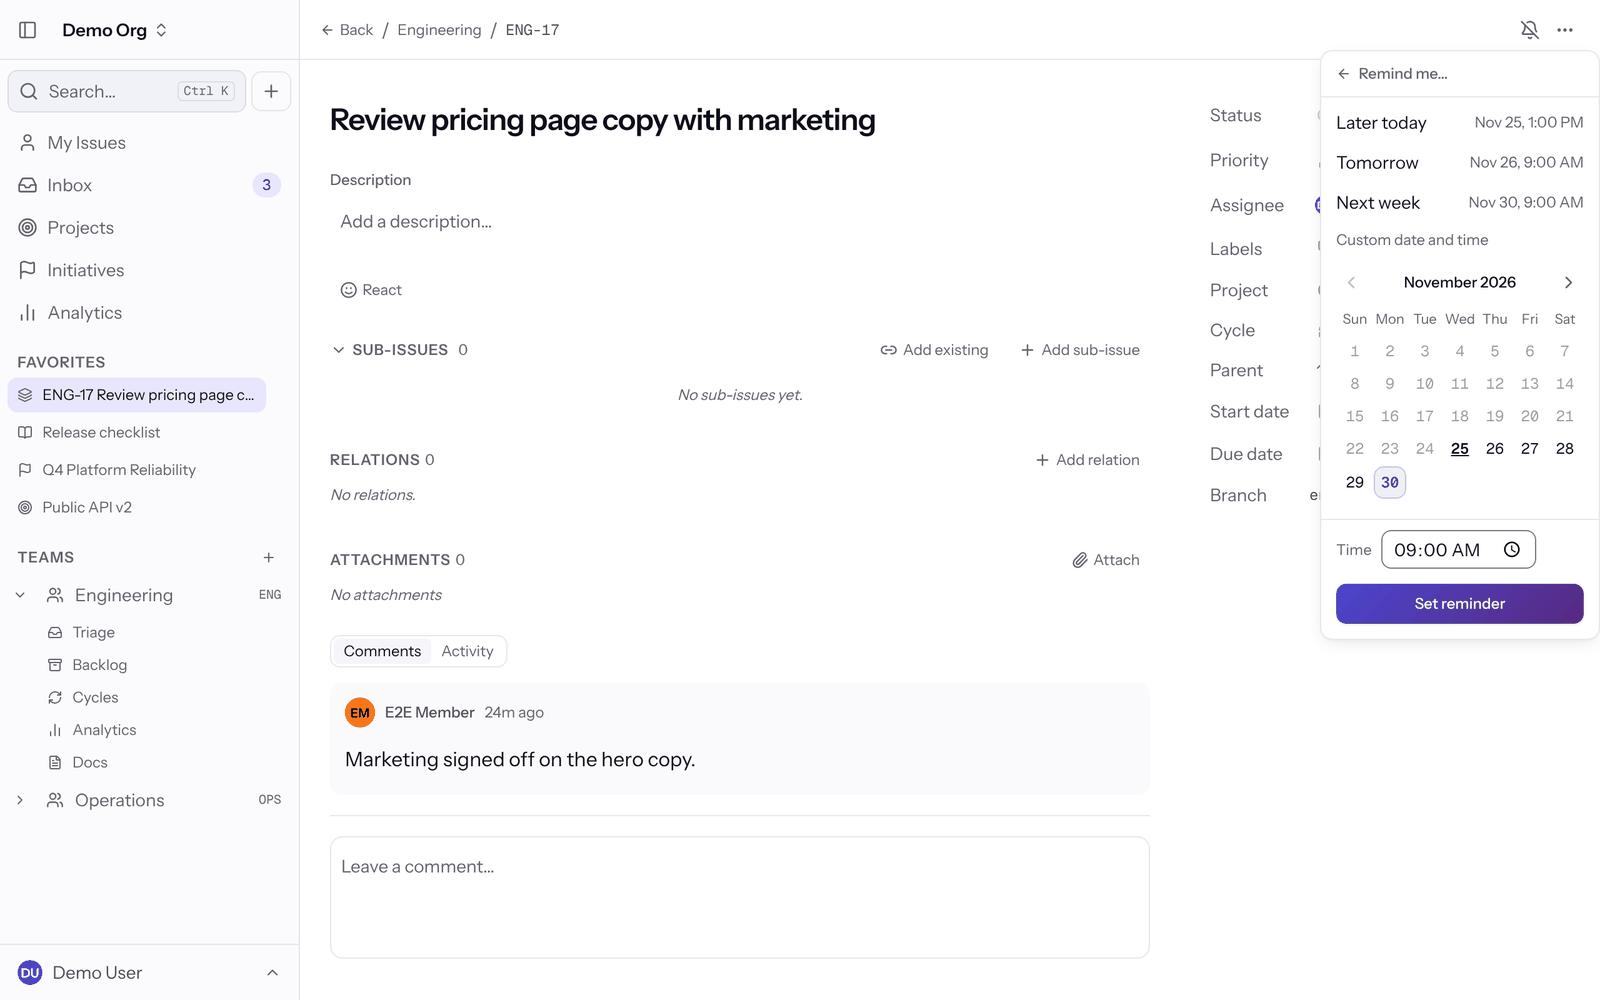 Demo Org
Search...
Ctrl K
My Issues
Inbox
3
Projects
Initiatives
Analytics
FAVORITES
ENG-17 Review pricing page c...
Release checklist
Q4 Platform Reliability
Public API v2
TEAMS
Engineering
ENG
Triage
Backlog
Cycles
Analytics
Docs
Operations
OPS
DU
Demo User
Back / Engineering / ENG-17
Review pricing page copy with marketing
Description
Add a description...
React
SUB-ISSUES 0
Add existing
Add sub-issue
No sub-issues yet.
RELATIONS 0
Add relation
No relations.
ATTACHMENTS 0
Attach
No attachments
Comments
Activity
EM
E2E Member 24m ago
Marketing signed off on the hero copy.
Leave a comment...
Status
Priority
Assignee
Labels
Project
Cycle
Parent
Start date
Due date
Branch
Remind me...
Later today Nov 25, 1:00 PM
Tomorrow Nov 26, 9:00 AM
Next week Nov 30, 9:00 AM
Custom date and time
November 2026
Sun Mon Tue Wed Thu Fri Sat
1 2 3 4 5 6 7
8 9 10 11 12 13 14
15 16 17 18 19 20 21
22 23 24 25 26 27 28
29 30
Time 09:00 AM
Set reminder